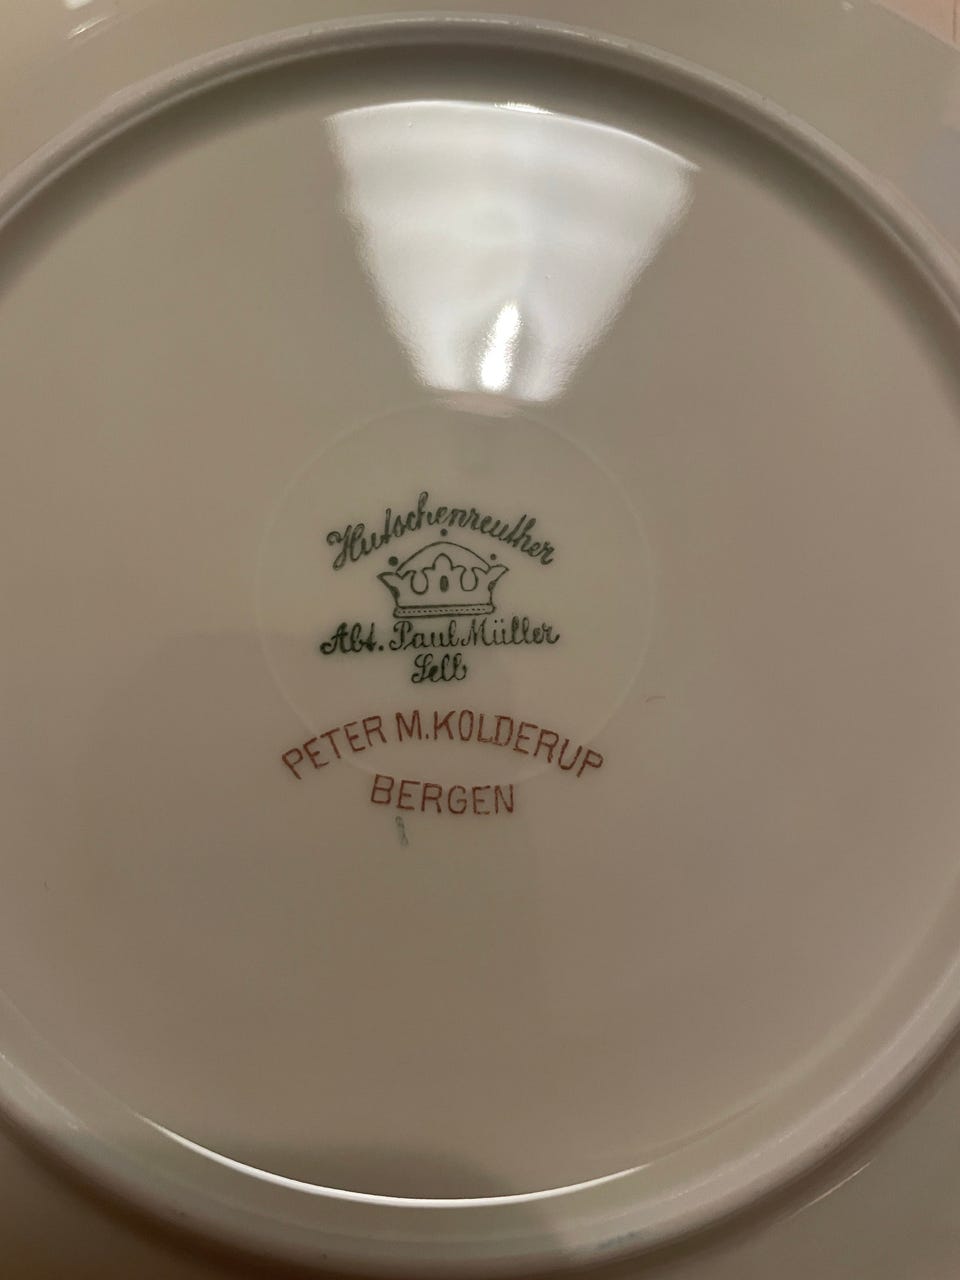 Hutschenreuther
Abt. Paul Müller
Selb
PETER M. KOLDERUP
BERGEN